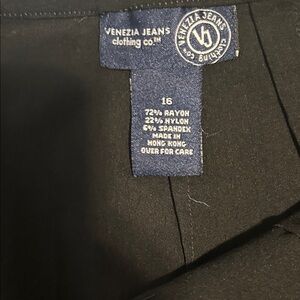 VENEZIA JEANS
clothing co.™
VENEZIA JEANS
clothing co™
VJ
16
72% RAYON
22% NYLON
6% SPANDEX
MADE IN
HONG KONG
OVER FOR CARE